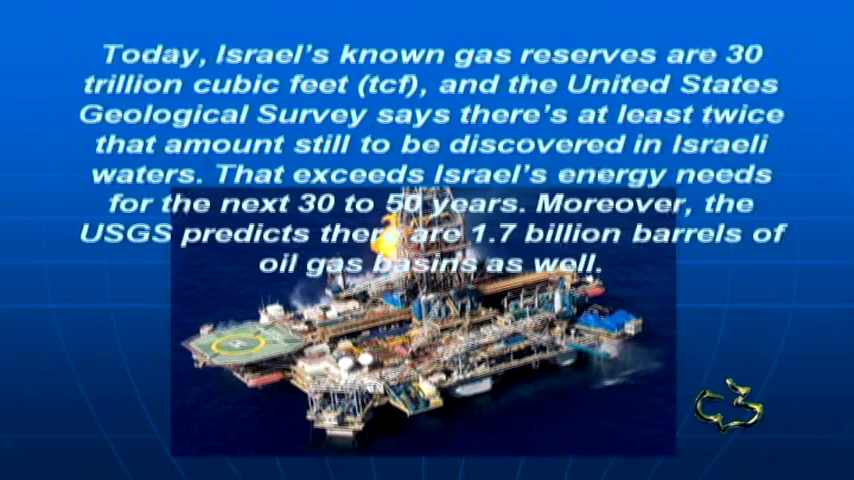 Today, Israel's known gas reserves are 30
trillion cubic feet (tcf), and the United States
Geological Survey says there's at least twice
that amount still to be discovered in Israeli
waters. That exceeds Israel's energy needs
for the next 30 to 50 years. Moreover, the
USGS predicts there are 1.7 billion barrels of
oil gas basins as well.
H